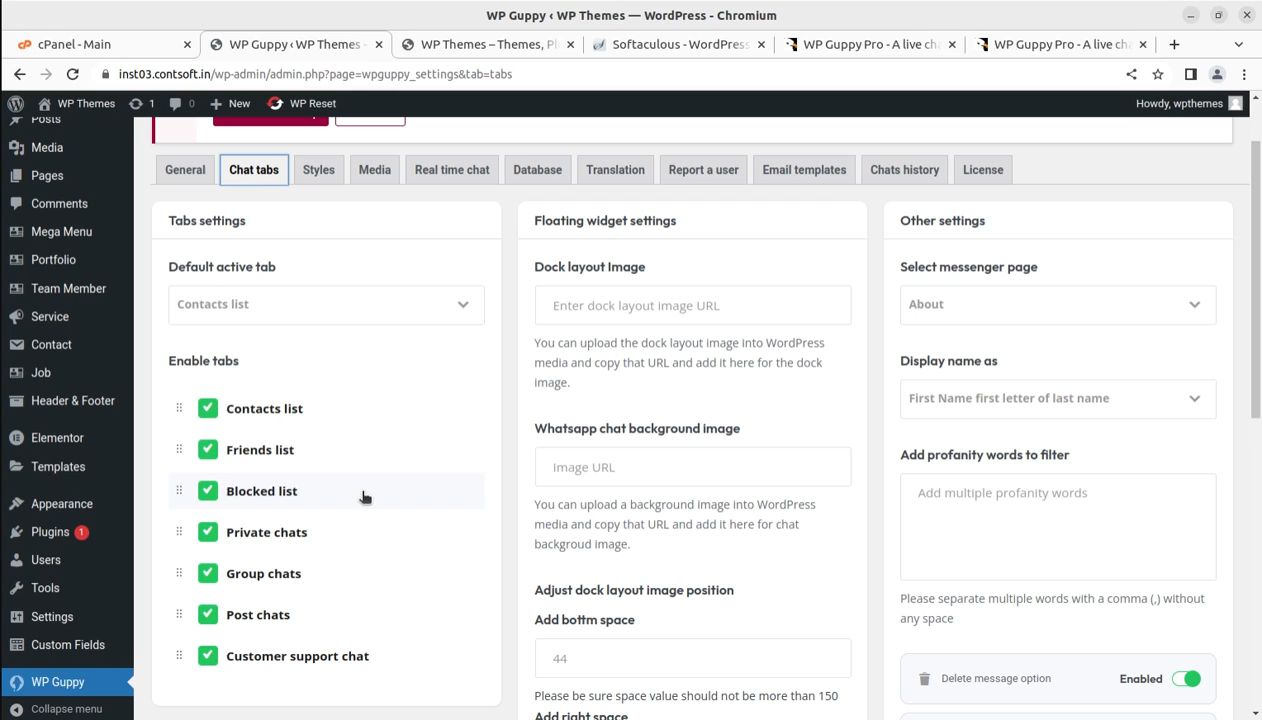 WP Guppy ‹ WP Themes — WordPress - Chromium
cPanel - Main
WP Guppy ‹ WP Themes -
WP Themes – Themes, Pl
Softaculous - WordPress
WP Guppy Pro - A live ch
WP Guppy Pro - A live ch
inst03.contsoft.in/wp-admin/admin.php?page=wpguppy_settings&tab=tabs
WP Themes
1
0
New
WP Reset
Howdy, wpthemes
Posts
Media
Pages
Comments
Mega Menu
Portfolio
Team Member
Service
Contact
Job
Header & Footer
Elementor
Templates
Appearance
Plugins 1
Users
Tools
Settings
Custom Fields
WP Guppy
Collapse menu
General
Chat tabs
Styles
Media
Real time chat
Database
Translation
Report a user
Email templates
Chats history
License
Tabs settings
Default active tab
Contacts list
Enable tabs
Contacts list
Friends list
Blocked list
Private chats
Group chats
Post chats
Customer support chat
Floating widget settings
Dock layout Image
Enter dock layout image URL
You can upload the dock layout image into WordPress
media and copy that URL and add it here for the dock
image.
Whatsapp chat background image
Image URL
You can upload a background image into WordPress
media and copy that URL and add it here for chat
backgroud image.
Adjust dock layout image position
Add bottm space
44
Please be sure space value should not be more than 150
Add right space
Other settings
Select messenger page
About
Display name as
First Name first letter of last name
Add profanity words to filter
Add multiple profanity words
Please separate multiple words with a comma (,) without
any space
Delete message option
Enabled